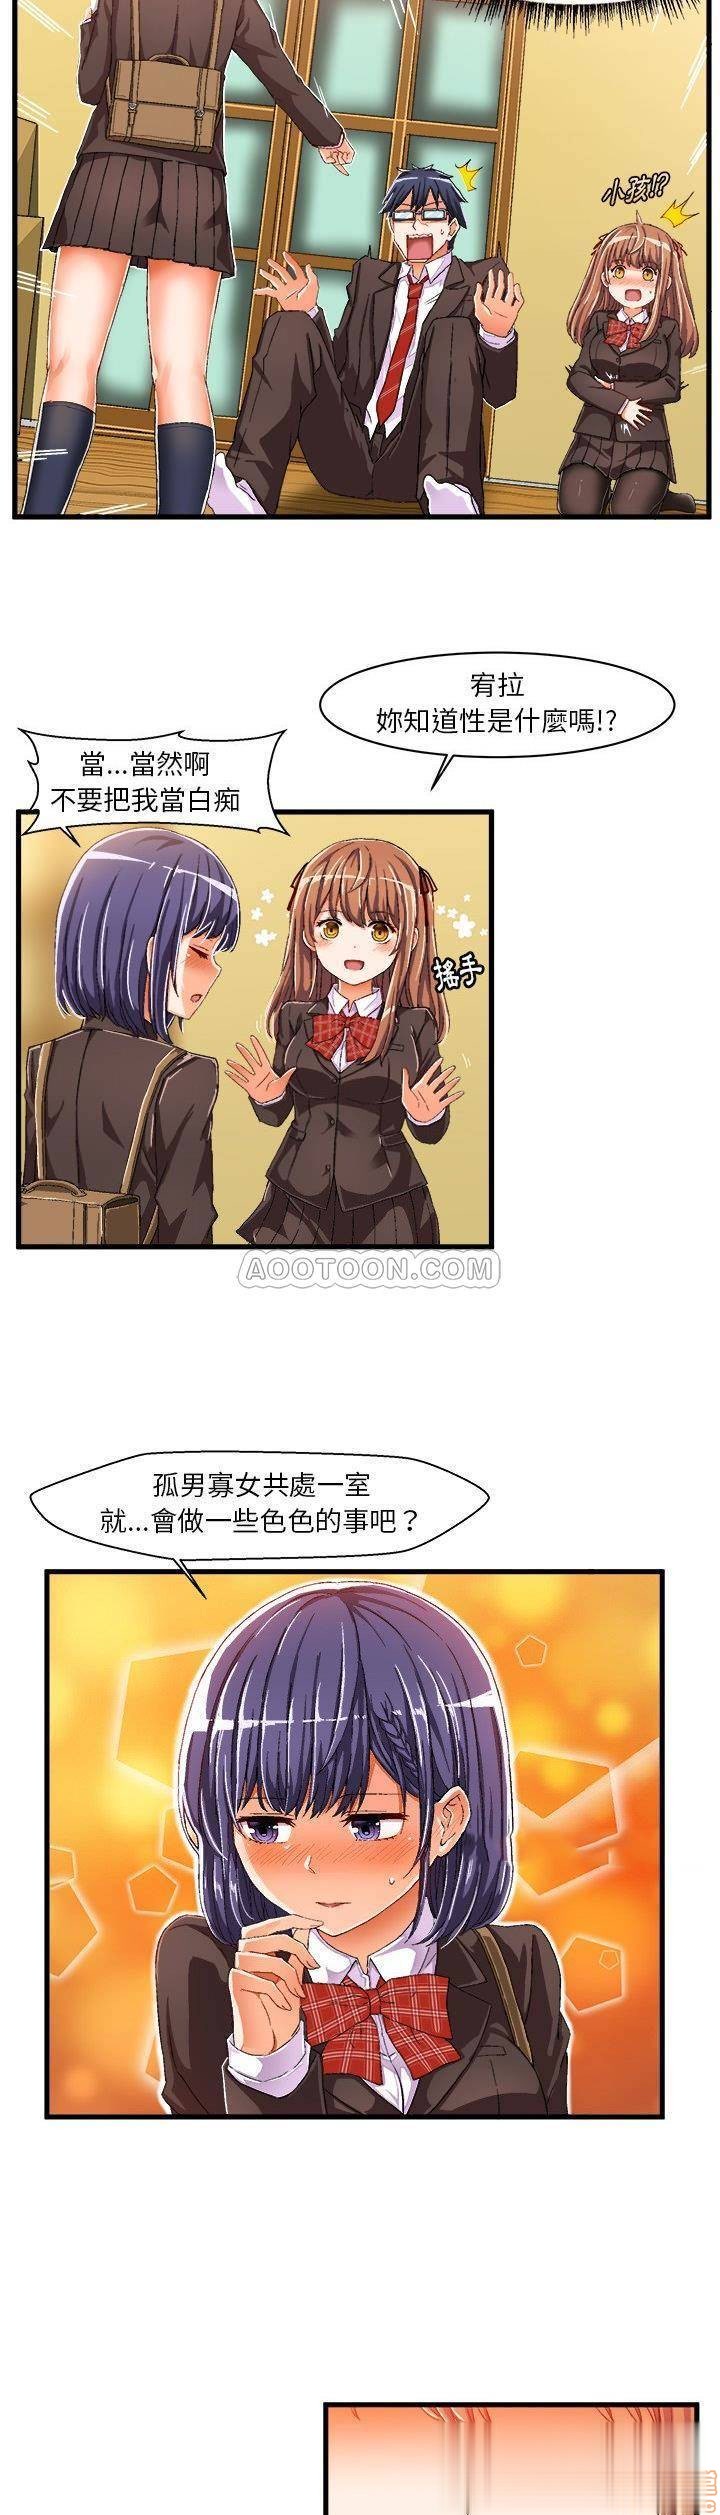 小孩!?
宥拉
妳知道性是什麼嗎!?
當...當然啊
不要把我當白痴
搖手
AOOTOON.COM
孤男寡女共處一室
就...會做一些色色的事吧？